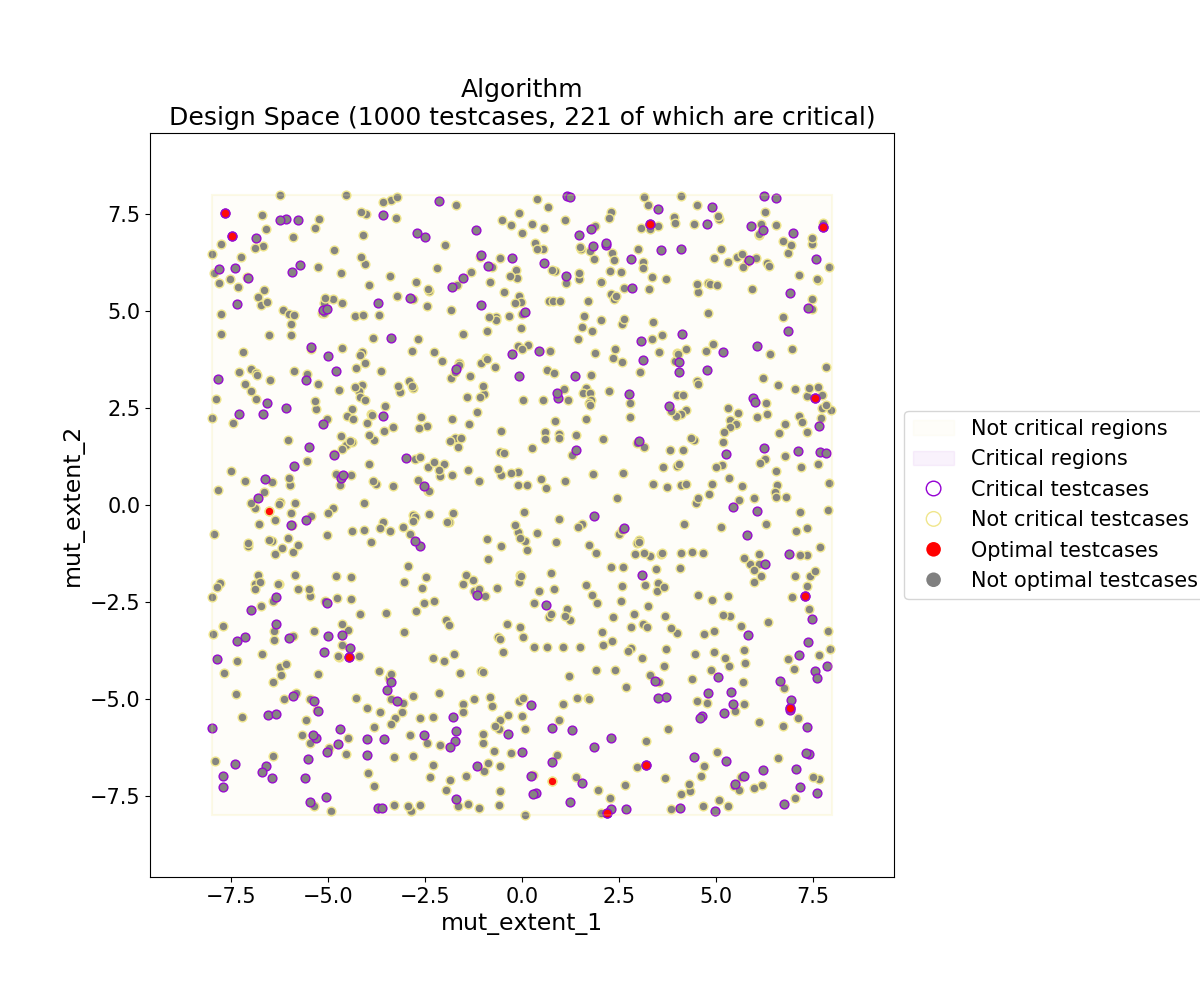 Algorithm
Design Space (1000 testcases, 221 of which are critical)
7.5
5.0
2.5
0.0
−2.5
−5.0
−7.5
mut_extent_2
−7.5
−5.0
−2.5
0.0
2.5
5.0
7.5
mut_extent_1
Not critical regions
Critical regions
Critical testcases
Not critical testcases
Optimal testcases
Not optimal testcases